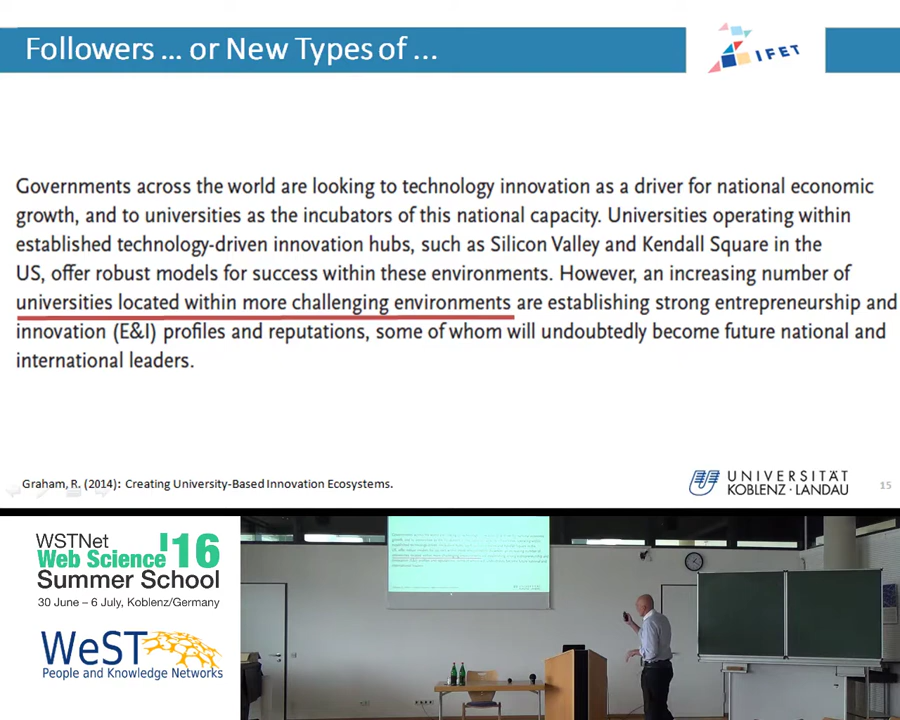 Followers ... or New Types of ...
IFET
Governments across the world are looking to technology innovation as a driver for national economic
growth, and to universities as the incubators of this national capacity. Universities operating within
established technology-driven innovation hubs, such as Silicon Valley and Kendall Square in the
US, offer robust models for success within these environments. However, an increasing number of
universities located within more challenging environments are establishing strong entrepreneurship and
innovation (E&I) profiles and reputations, some of whom will undoubtedly become future national and
international leaders.
Graham, R. (2014): Creating University-Based Innovation Ecosystems.
UNIVERSITÄT
KOBLENZ · LANDAU
15
WSTNet
Web Science '16
Summer School
30 June – 6 July, Koblenz/Germany
WeST
People and Knowledge Networks